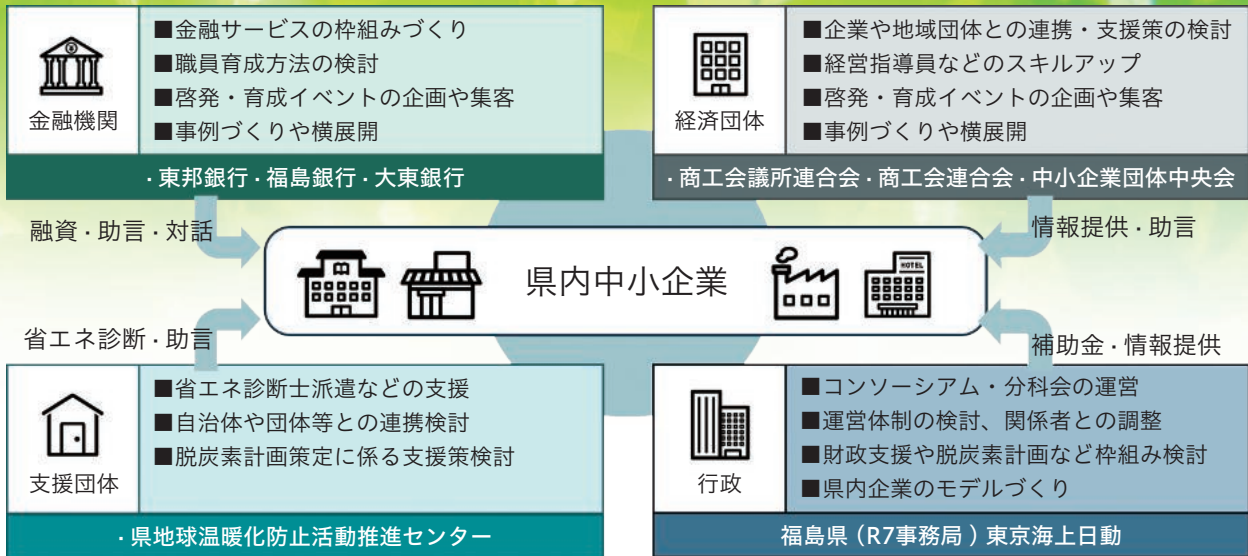 ■金融サービスの枠組みづくり
■職員育成方法の検討
■啓発・育成イベントの企画や集客
■事例づくりや横展開
金融機関
・東邦銀行・福島銀行・大東銀行
■企業や地域団体との連携・支援策の検討
■経営指導員などのスキルアップ
■啓発・育成イベントの企画や集客
■事例づくりや横展開
経済団体
・商工会議所連合会・商工会連合会・中小企業団体中央会
融資・助言・対話
情報提供・助言
県内中小企業
HOTEL
省エネ診断・助言
補助金・情報提供
■省エネ診断士派遣などの支援
■自治体や団体等との連携検討
■脱炭素計画策定に係る支援策検討
支援団体
・県地球温暖化防止活動推進センター
■コンソーシアム・分科会の運営
■運営体制の検討、関係者との調整
■財政支援や脱炭素計画など枠組み検討
■県内企業のモデルづくり
行政
福島県（R7事務局）東京海上日動